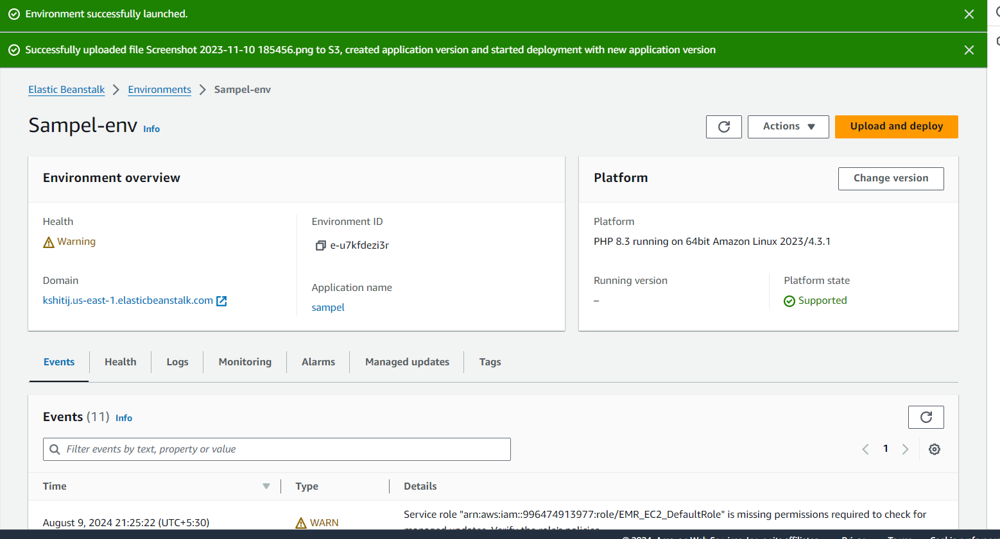 Environment successfully launched.
Successfully uploaded file Screenshot 2023-11-10 185456.png to S3, created application version and started deployment with new application version
Elastic Beanstalk > Environments > Sampel-env
Sampel-env Info
Actions
Upload and deploy
Environment overview
Health
Warning
Environment ID
e-u7kfdezi3r
Domain
kshitij.us-east-1.elasticbeanstalk.com
Application name
sampel
Platform
Change version
Platform
PHP 8.3 running on 64bit Amazon Linux 2023/4.3.1
Running version
–
Platform state
Supported
Events Health Logs Monitoring Alarms Managed updates Tags
Events (11) Info
Filter events by text, property or value
1
Time Type Details
August 9, 2024 21:25:22 (UTC+5:30)
WARN
Service role "arn:aws:iam::996474913977:role/EMR_EC2_DefaultRole" is missing permissions required to check for
managed updates. Verify the role's policies.